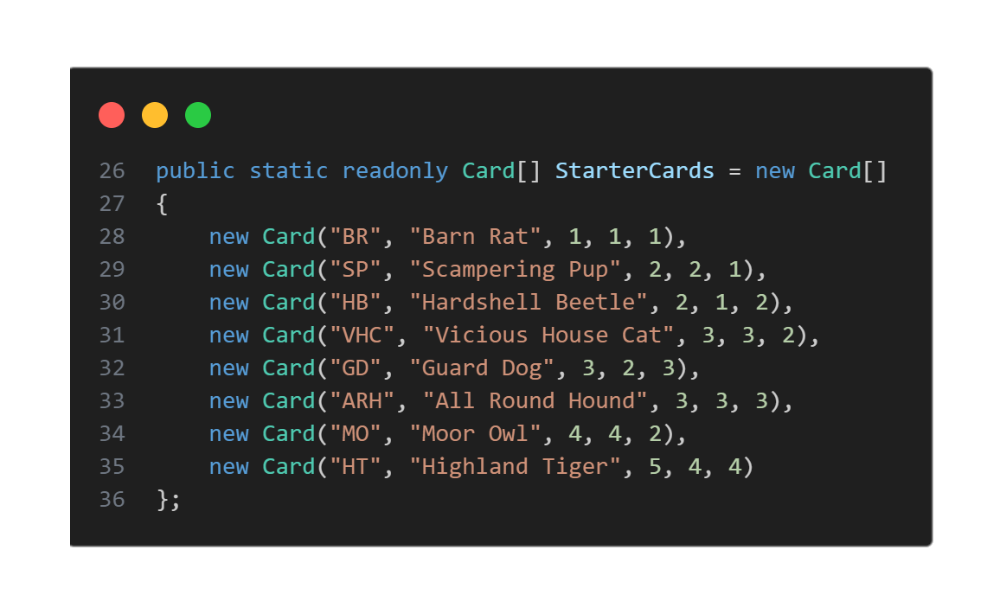 26 public static readonly Card[] StarterCards = new Card[]
27 {
28     new Card("BR", "Barn Rat", 1, 1, 1),
29     new Card("SP", "Scampering Pup", 2, 2, 1),
30     new Card("HB", "Hardshell Beetle", 2, 1, 2),
31     new Card("VHC", "Vicious House Cat", 3, 3, 2),
32     new Card("GD", "Guard Dog", 3, 2, 3),
33     new Card("ARH", "All Round Hound", 3, 3, 3),
34     new Card("MO", "Moor Owl", 4, 4, 2),
35     new Card("HT", "Highland Tiger", 5, 4, 4)
36 };